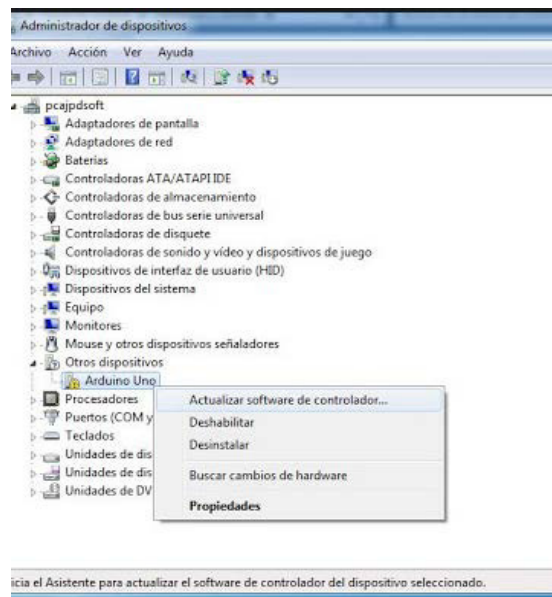 Administrador de dispositivos
Archivo Acción Ver Ayuda
pcajpdsoft
Adaptadores de pantalla
Adaptadores de red
Baterías
Controladoras ATA/ATAPI IDE
Controladoras de almacenamiento
Controladoras de bus serie universal
Controladoras de disquete
Controladoras de sonido y vídeo y dispositivos de juego
Dispositivos de interfaz de usuario (HID)
Dispositivos del sistema
Equipo
Monitores
Mouse y otros dispositivos señaladores
Otros dispositivos
Arduino Uno
Procesadores
Puertos (COM y
Teclados
Unidades de dis
Unidades de dis
Unidades de DV
Actualizar software de controlador...
Deshabilitar
Desinstalar
Buscar cambios de hardware
Propiedades
icia el Asistente para actualizar el software de controlador del dispositivo seleccionado.